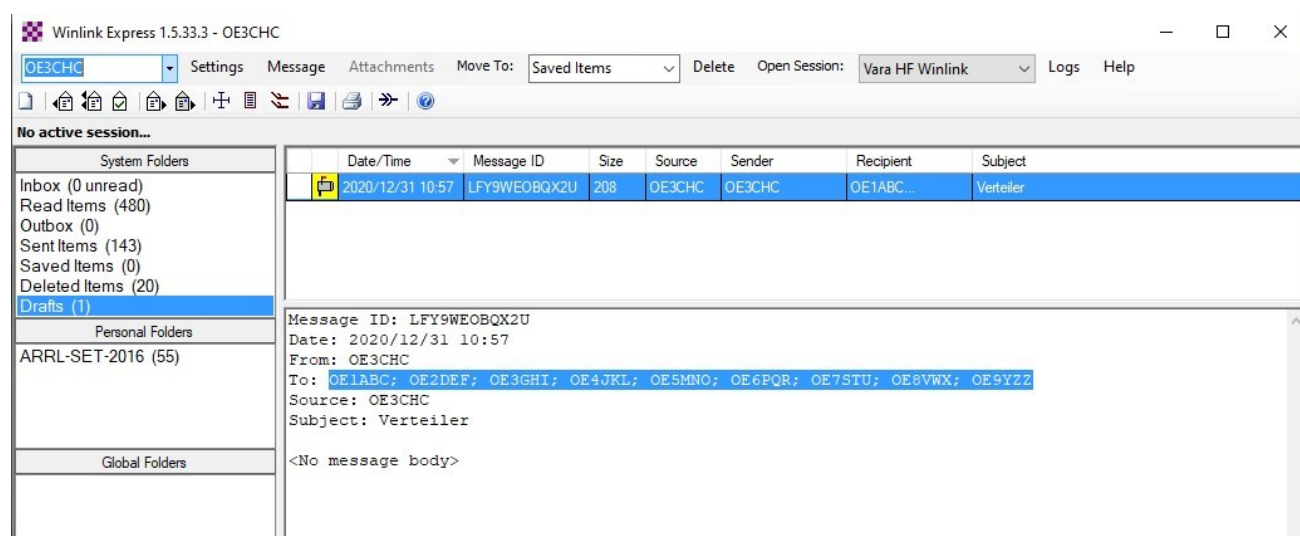 Winlink Express 1.5.33.3 - OE3CHC
OE3CHC Settings Message Attachments Move To: Saved Items Delete Open Session: Vara HF Winlink Logs Help
No active session...
System Folders
Inbox (0 unread)
Read Items (480)
Outbox (0)
Sent Items (143)
Saved Items (0)
Deleted Items (20)
Drafts (1)
Personal Folders
ARRL-SET-2016 (55)
Global Folders
Date/Time Message ID Size Source Sender Recipient Subject
2020/12/31 10:57 LFY9WEOBQX2U 208 OE3CHC OE3CHC OE1ABC... Verteiler
Message ID: LFY9WEOBQX2U
Date: 2020/12/31 10:57
From: OE3CHC
To: OE1ABC; OE2DEF; OE3GHI; OE4JKL; OE5MNO; OE6PQR; OE7STU; OE8VWX; OE9YZZ
Source: OE3CHC
Subject: Verteiler
<No message body>